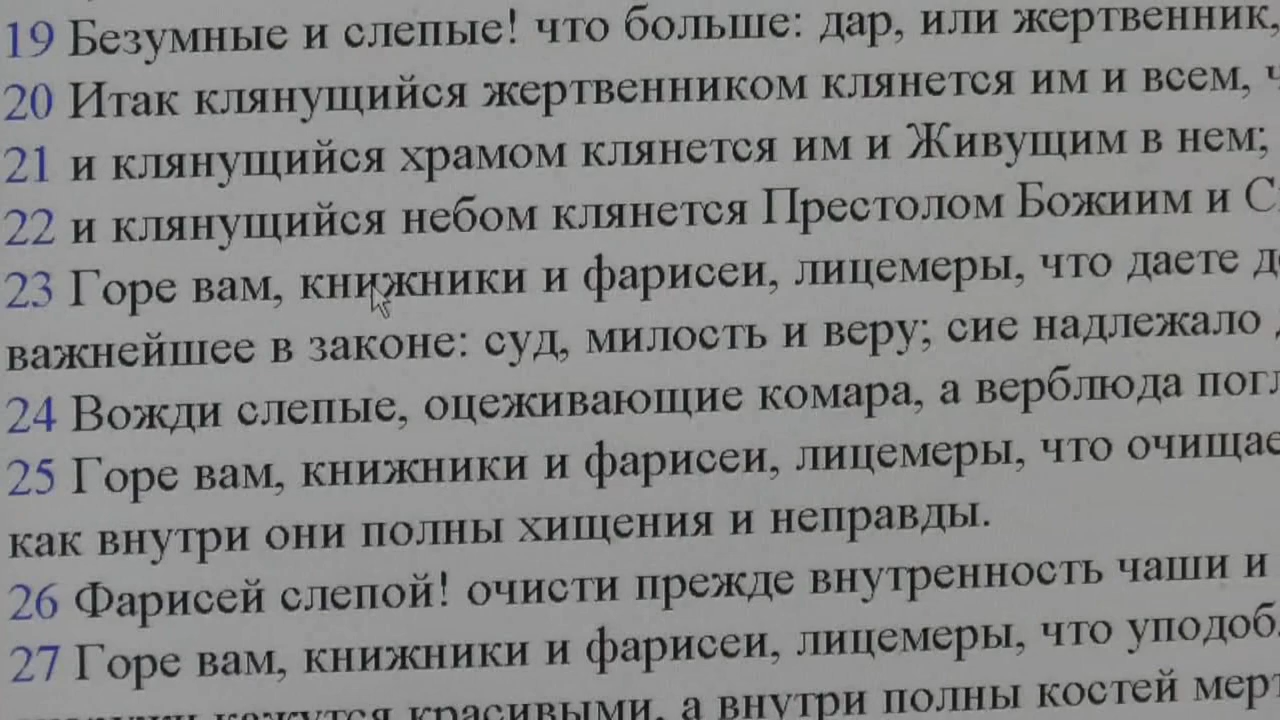 19 Безумные и слепые! что больше: дар, или жертвенник,
20 Итак клянущийся жертвенником клянется им и всем,
21 и клянущийся храмом клянется им и Живущим в нем;
22 и клянущийся небом клянется Престолом Божиим и
23 Горе вам, книжники и фарисеи, лицемеры, что даете
важнейшее в законе: суд, милость и веру; сие надлежало
24 Вожди слепые, оцеживающие комара, а верблюда
25 Горе вам, книжники и фарисеи, лицемеры, что
как внутри они полны хищения и неправды.
26 Фарисей слепой! очисти прежде внутренность чаши и
27 Горе вам, книжники и фарисеи, лицемеры, что
кажутся красивыми, а внутри полны костей